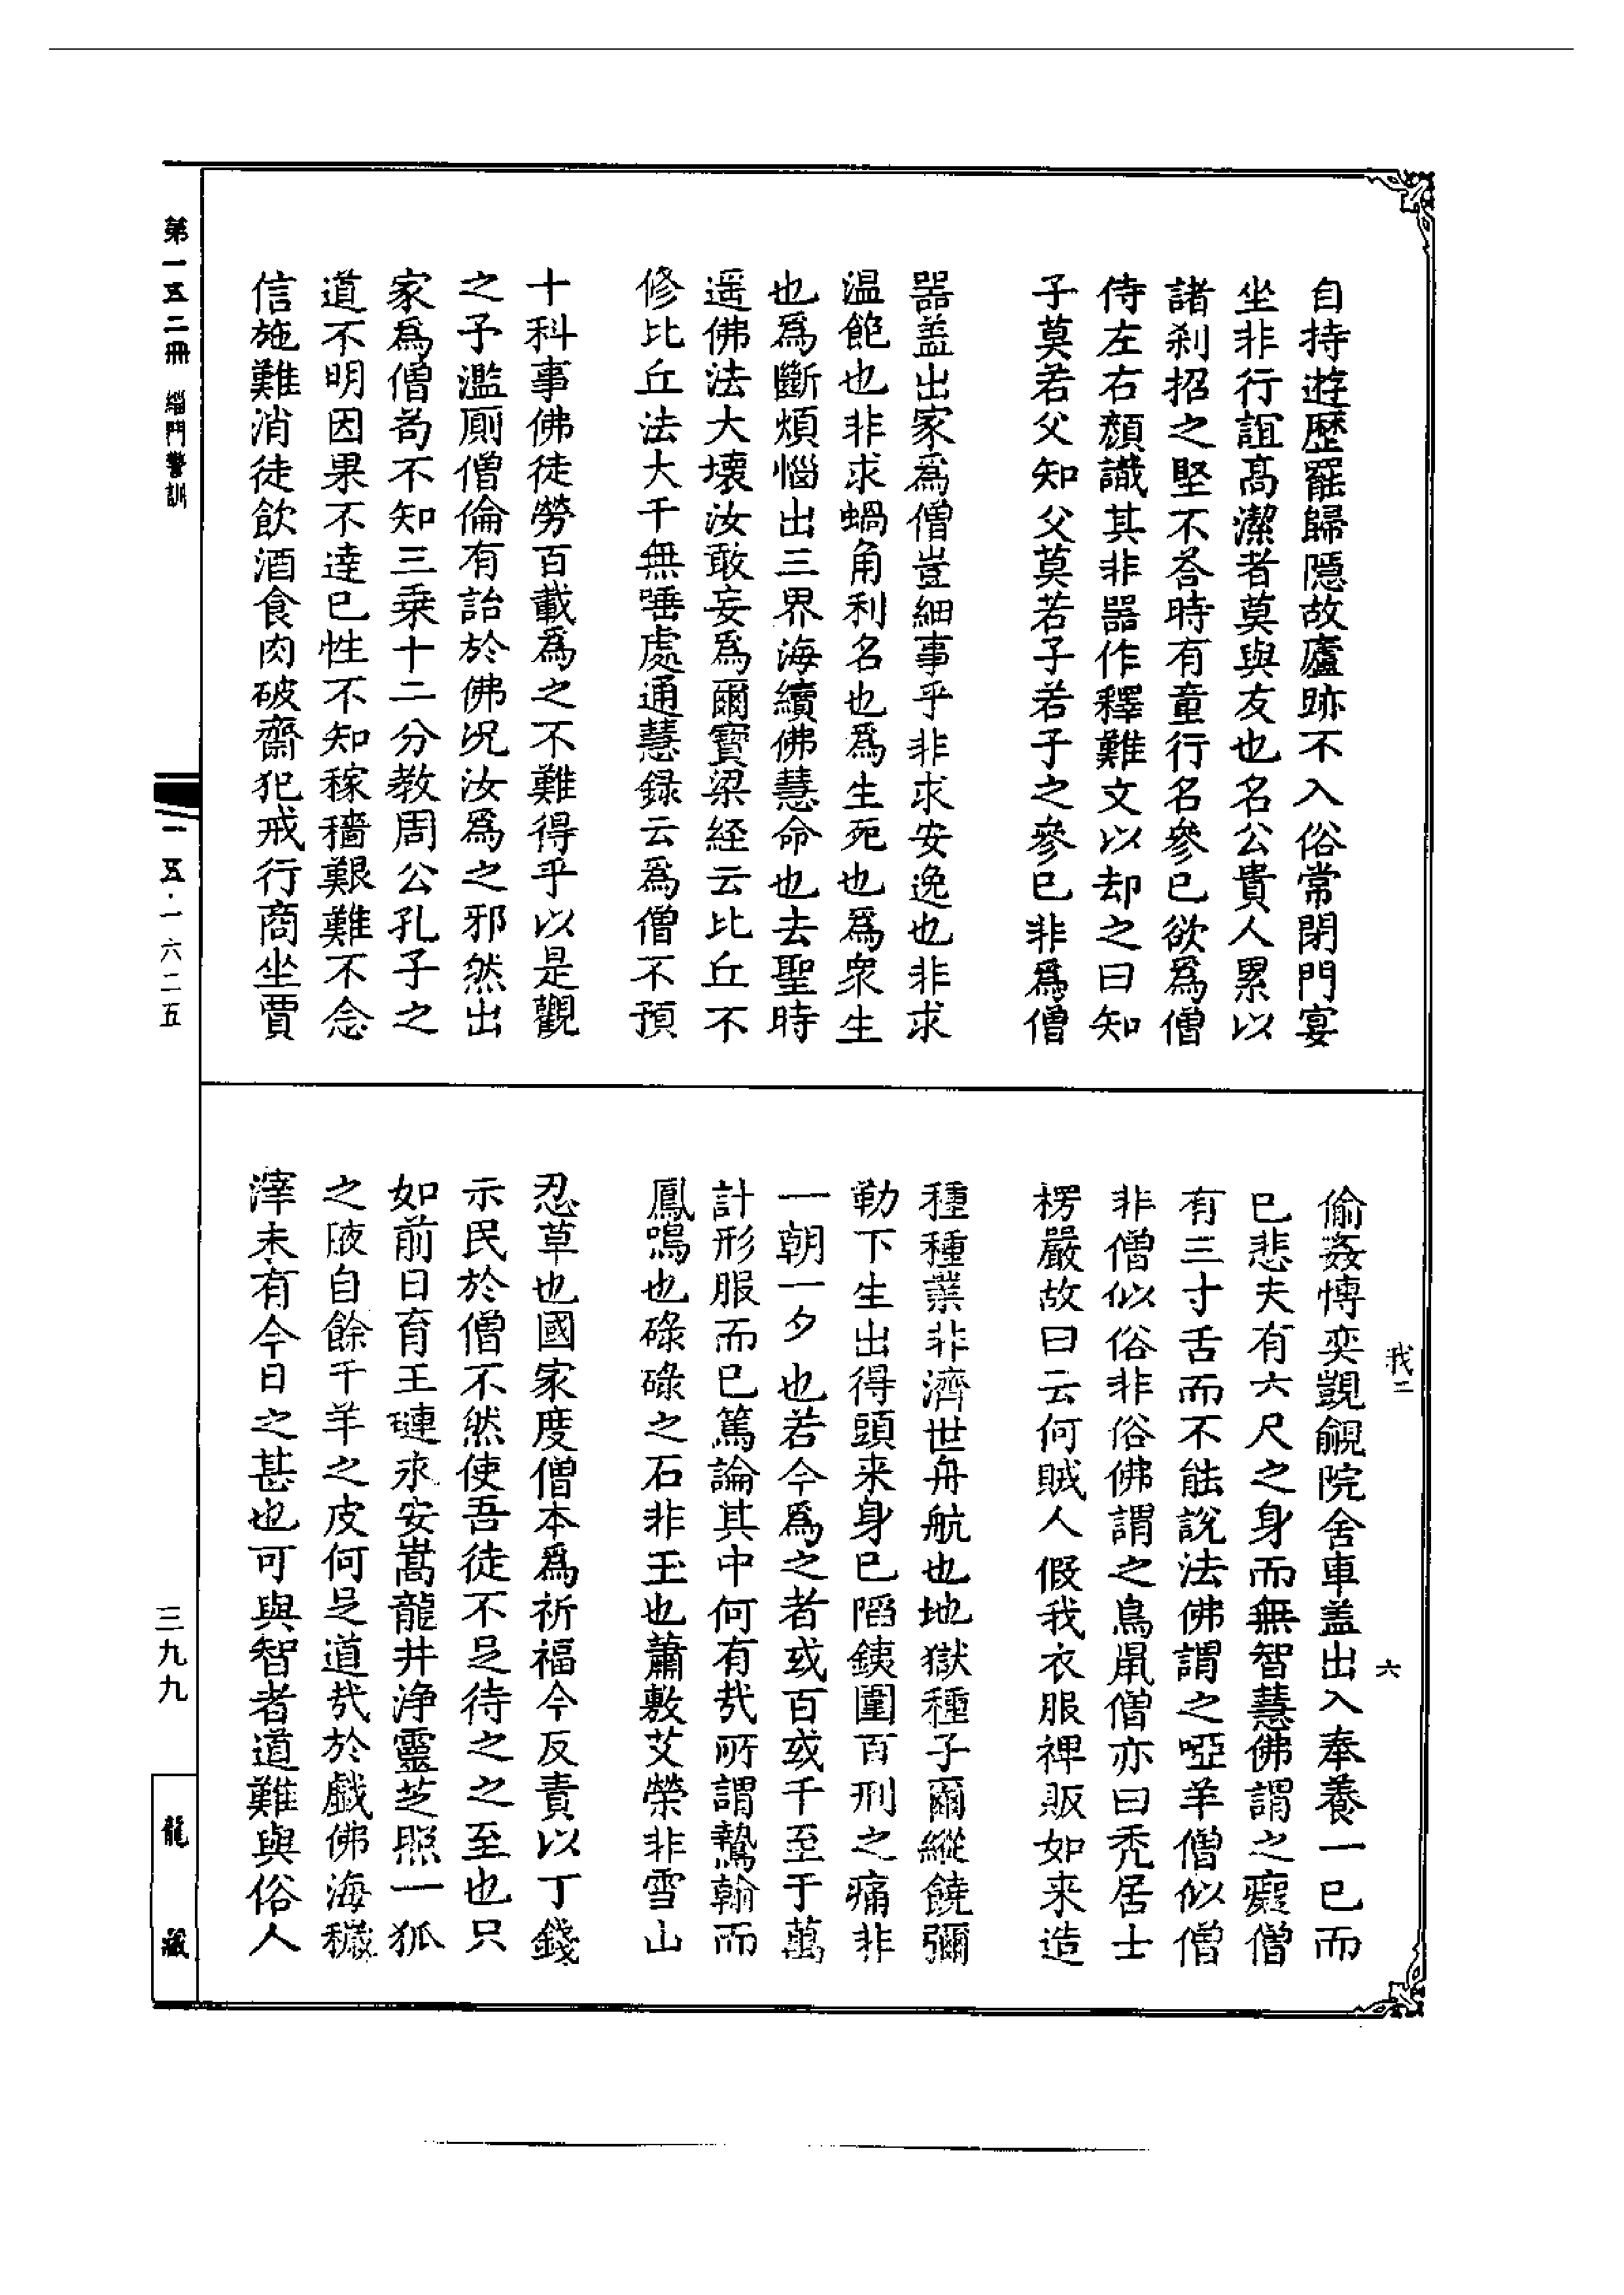 自持遊歷罷歸隱故廬跡不入俗常閉門宴
坐非行誼高潔者莫與友也名公貴人累以
諸刹招之堅不荅時有童行名參已欲爲僧
侍左右顏識其非器作釋難文以却之曰知
子莫若父知父莫若子若子之參已非爲僧
器盖出家爲僧豈細事乎非求安逸也非求
温飽也非求蝸角利名也爲生死也爲衆生
也爲斷煩惱出三界海續佛慧命也去聖時
遥佛法大壞汝敢妄爲爾寶梁經云比丘不
修比丘法大千無唾處通慧録云爲僧不預
十科事佛徒勞百載爲之不難得乎以是觀
之予濫厠僧倫有詒於佛况汝爲之邪然出
家爲僧茍不知三乗十二分教周公孔子之
道不明因果不達已性不知稼穡艱難不念
信施難消徒飲酒食肉破齋犯戒行商坐賈
偷姦博奕覬覦院舍車盖出入奉養一已而
已悲夫有六尺之身而無智慧佛謂之癡僧
有三寸舌而不能說法佛謂之啞羊僧似僧
非僧似俗非俗佛謂之鳥鼠僧亦曰秃居士
楞嚴故曰云何賊人假我衣服裨販如来造
種種業非濟世舟航也地獄種子爾縱饒彌
勒下生出得頭来身已䧟鐵圍百刑之痛非
一朝一夕也若今爲之者或百或千至于萬
計形服而已篤論其中何有㢤所謂鷙翰而
鳳鳴也碌碌之石非玉也蕭敷艾榮非雪山
忍草也國家度僧本爲祈福今反責以丁錢
示民於僧不然使吾徒不足待之之至也只
如前日育王璉永安嵩龍井浄靈芝照一狐
之腋自餘千羊之皮何足道㢤於戲佛海穢
滓未有今日之甚也可與智者道難與俗人
我二
六
第一五二冊 緇門警訓
一五·一六二五
三九九
龍藏